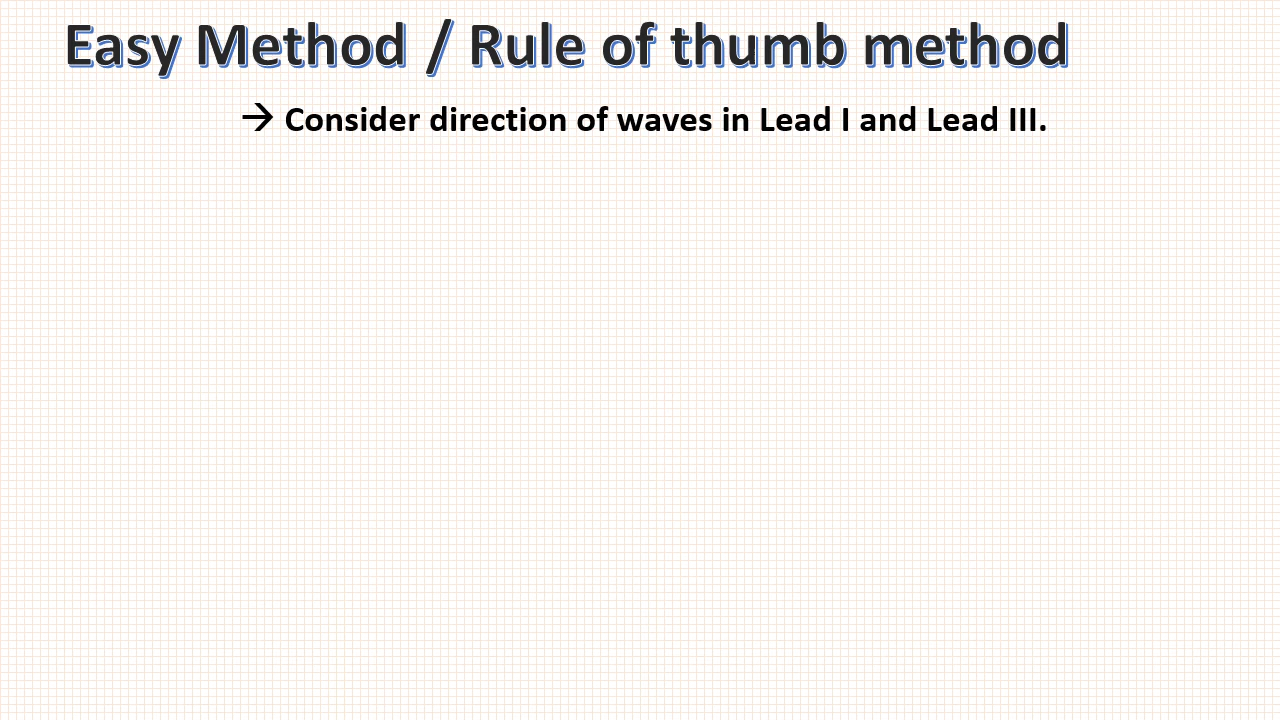 Easy Method / Rule of thumb method
→ Consider direction of waves in Lead I and Lead III.